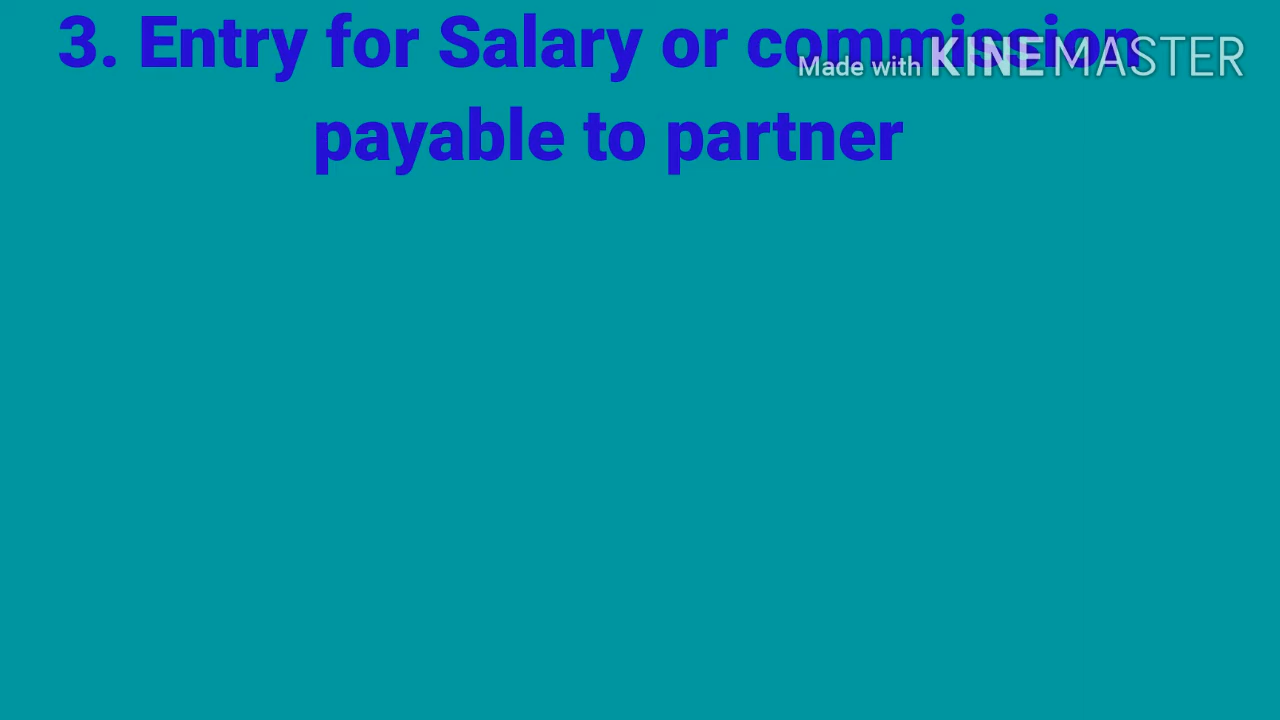 3. Entry for Salary or commission
Made with KINEMASTER
payable to partner